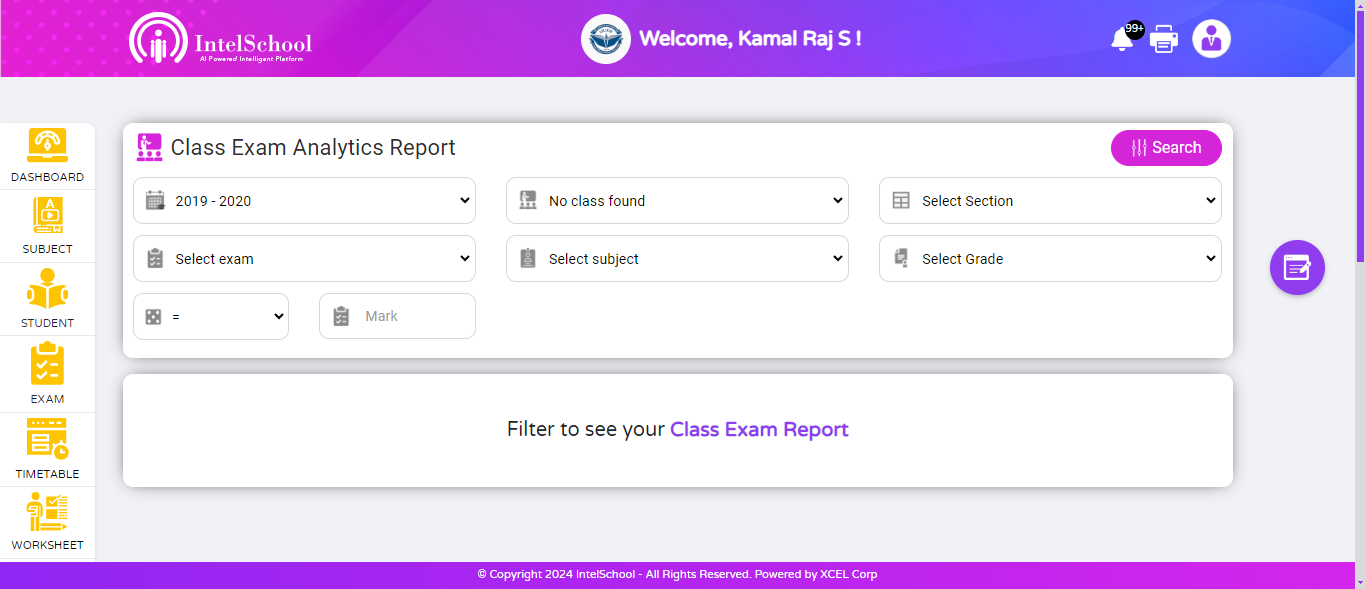 IntelSchool
AI Powered Intelligent Platform
Welcome, Kamal Raj S !
99+
DASHBOARD
SUBJECT
STUDENT
EXAM
TIMETABLE
WORKSHEET
Class Exam Analytics Report
Search
2019 - 2020
No class found
Select Section
Select exam
Select subject
Select Grade
=
Mark
Filter to see your Class Exam Report
© Copyright 2024 IntelSchool - All Rights Reserved. Powered by XCEL Corp